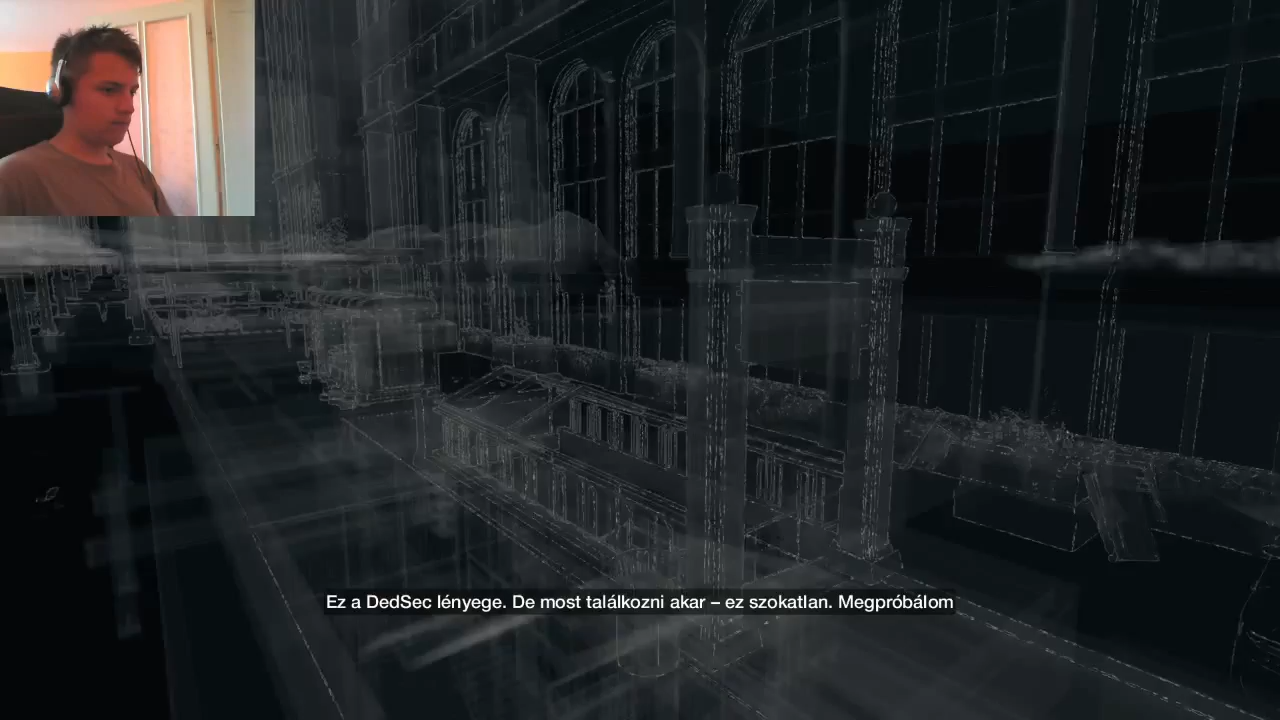 Ez a DedSec lényege. De most találkozni akar – ez szokatlan. Megpróbálom